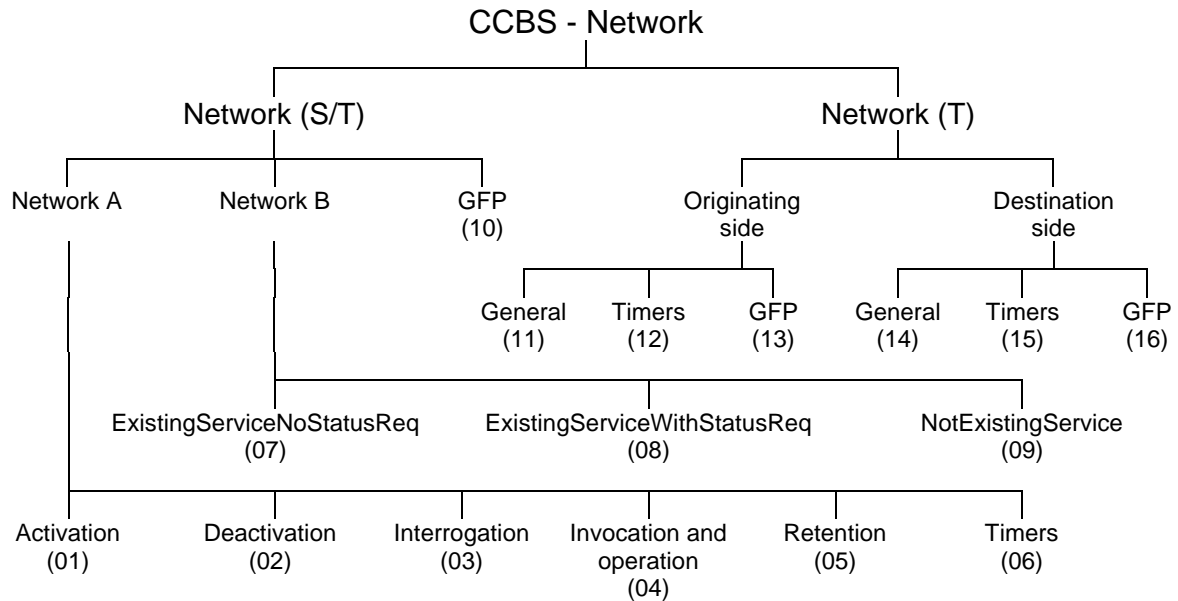 CCBS - Network
Network (S/T)
Network (T)
Network A
Network B
GFP
(10)
Originating
side
Destination
side
General
(11)
Timers
(12)
GFP
(13)
General
(14)
Timers
(15)
GFP
(16)
ExistingServiceNoStatusReq
(07)
ExistingServiceWithStatusReq
(08)
NotExistingService
(09)
Activation
(01)
Deactivation
(02)
Interrogation
(03)
Invocation and
operation
(04)
Retention
(05)
Timers
(06)